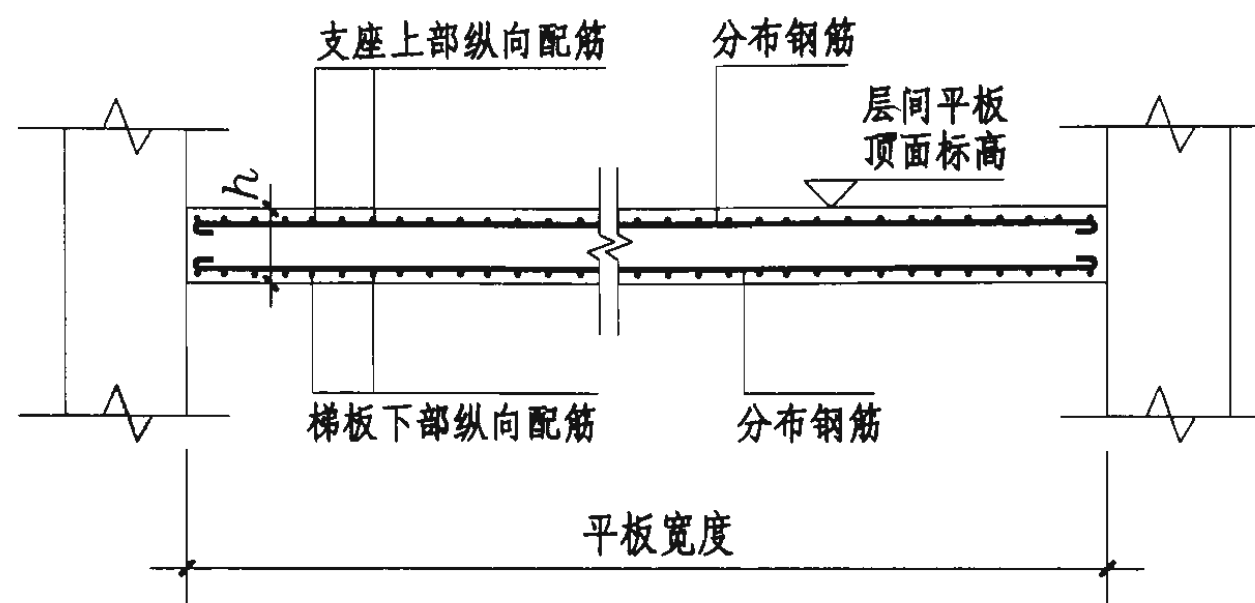 支座上部纵向配筋
分布钢筋
层间平板
顶面标高
h
梯板下部纵向配筋
分布钢筋
平板宽度